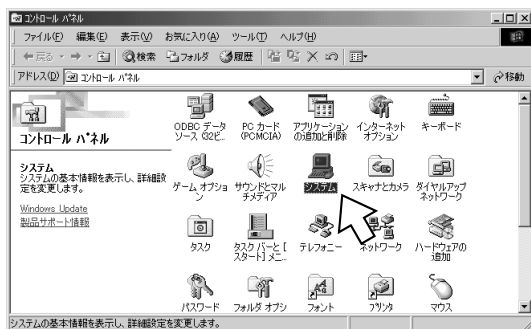 コントロール パネル
ファイル(F) 編集(E) 表示(V) お気に入り(A) ツール(T) ヘルプ(H)
戻る 検索 フォルダ 履歴
アドレス(D) コントロール パネル 移動
コントロール パネル
システム
システムの基本情報を表示し、詳細設
定を変更します。
Windows Update
製品サポート情報
ODBC データ
ソース (32ビ...
PC カード
(PCMCIA)
アプリケーション
の追加と削除
インターネット
オプション
キーボード
ゲーム オプショ
ン
サウンドとマル
チメディア
システム
スキャナとカメラ
ダイヤルアップ
ネットワーク
タスク
タスク バーと [
スタート] メニ...
テレフォニー
ネットワーク
ハードウェアの
追加
パスワード
フォルダ オプシ
フォント
プリンタ
マウス
システムの基本情報を表示し、詳細設定を変更します。